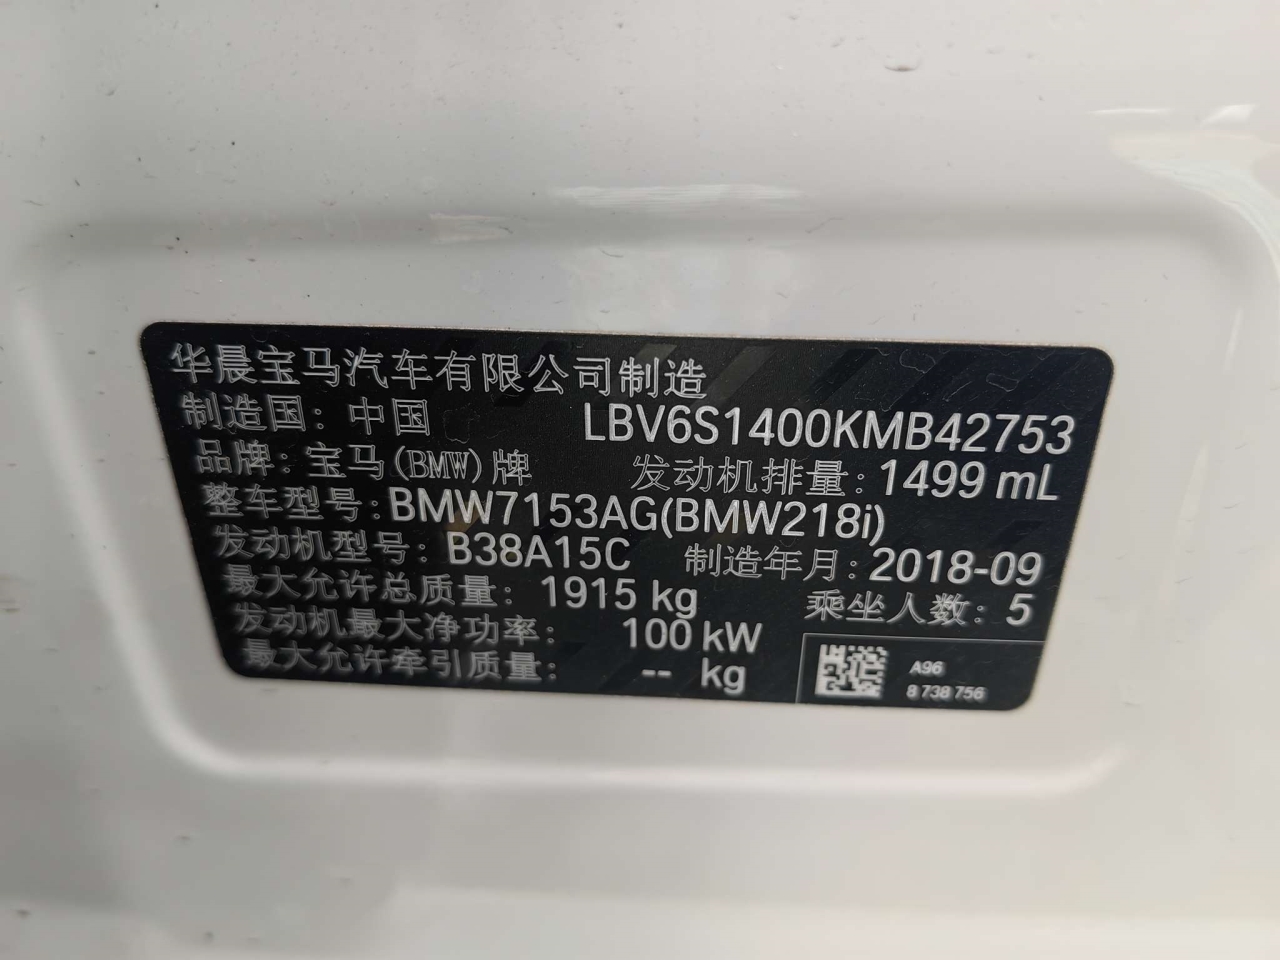 华晨宝马汽车有限公司制造
制造国: 中国 LBV6S1400KMB42753
品牌: 宝马(BMW)牌 发动机排量: 1499 mL
整车型号: BMW7153AG(BMW218i)
发动机型号: B38A15C 制造年月: 2018-09
最大允许总质量: 1915 kg 乘坐人数: 5
发动机最大净功率: 100 kW
最大允许牵引质量: -- kg
A96
8 738 756